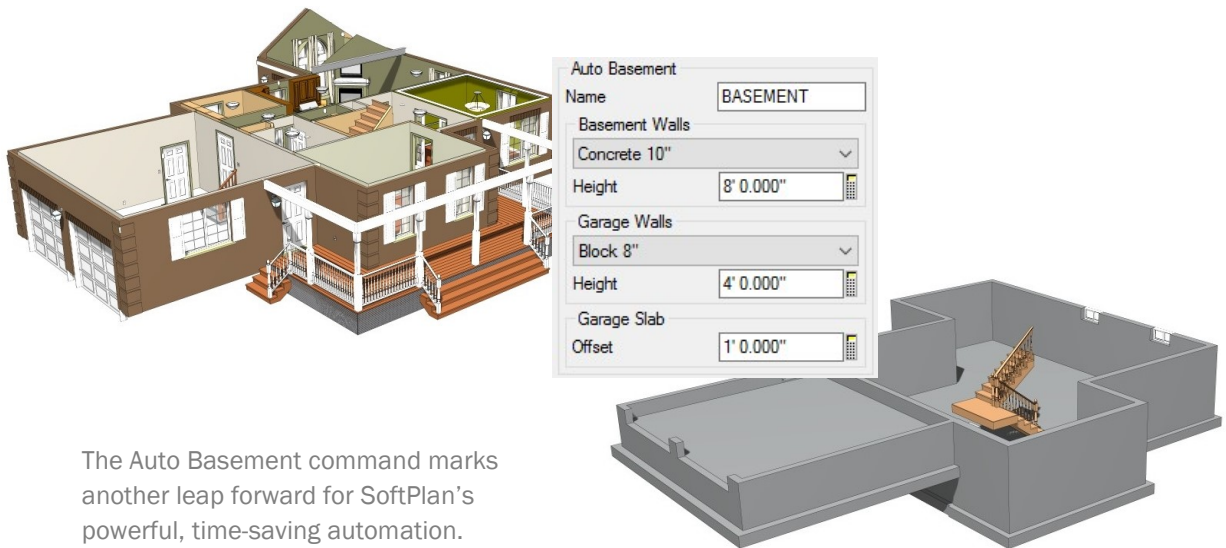 Auto Basement
Name BASEMENT
Basement Walls
Concrete 10"
Height 8' 0.000"
Garage Walls
Block 8"
Height 4' 0.000"
Garage Slab
Offset 1' 0.000"
The Auto Basement command marks
another leap forward for SoftPlan’s
powerful, time-saving automation.